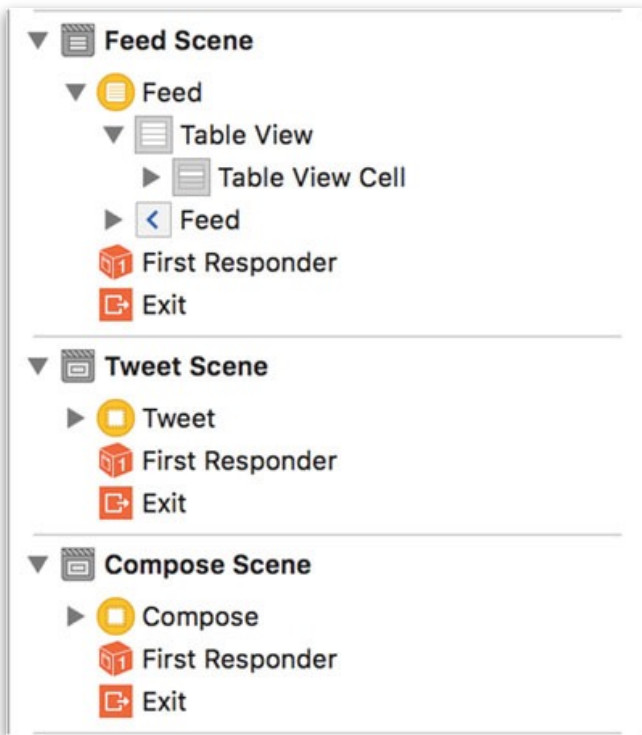 Feed Scene
Feed
Table View
Table View Cell
Feed
First Responder
Exit
Tweet Scene
Tweet
First Responder
Exit
Compose Scene
Compose
First Responder
Exit